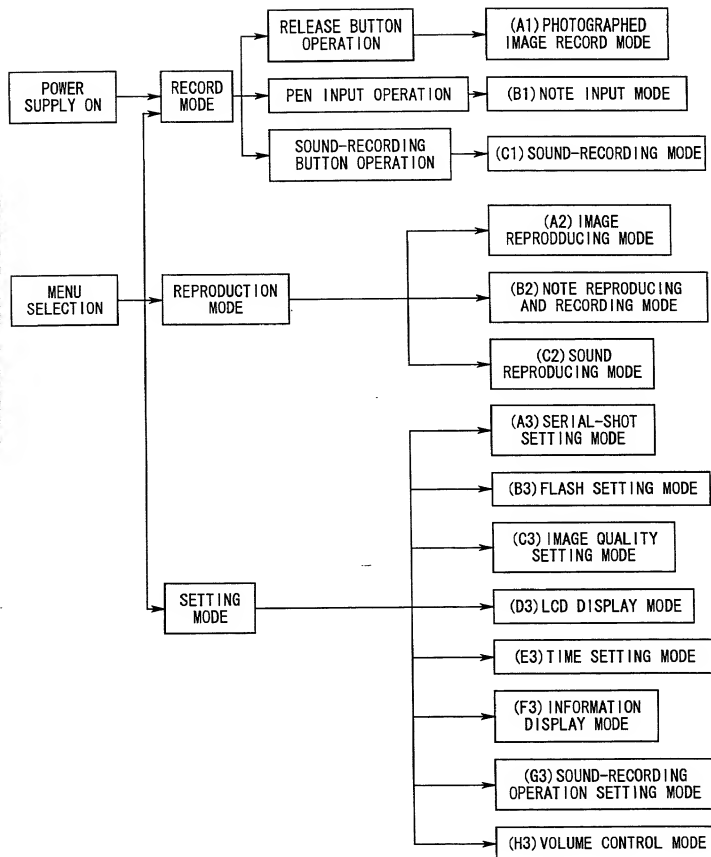 RELEASE BUTTON
OPERATION
(A1) PHOTOGRAPHED
IMAGE RECORD MODE
POWER
SUPPLY ON
RECORD
MODE
PEN INPUT OPERATION
(B1) NOTE INPUT MODE
SOUND-RECORDING
BUTTON OPERATION
(C1) SOUND-RECORDING MODE
(A2) IMAGE
REPRODDUCING MODE
MENU
SELECTION
REPRODUCTION
MODE
(B2) NOTE REPRODUCING
AND RECORDING MODE
(C2) SOUND
REPRODUCING MODE
(A3) SERIAL-SHOT
SETTING MODE
(B3) FLASH SETTING MODE
(C3) IMAGE QUALITY
SETTING MODE
SETTING
MODE
(D3) LCD DISPLAY MODE
(E3) TIME SETTING MODE
(F3) INFORMATION
DISPLAY MODE
(G3) SOUND-RECORDING
OPERATION SETTING MODE
(H3) VOLUME CONTROL MODE